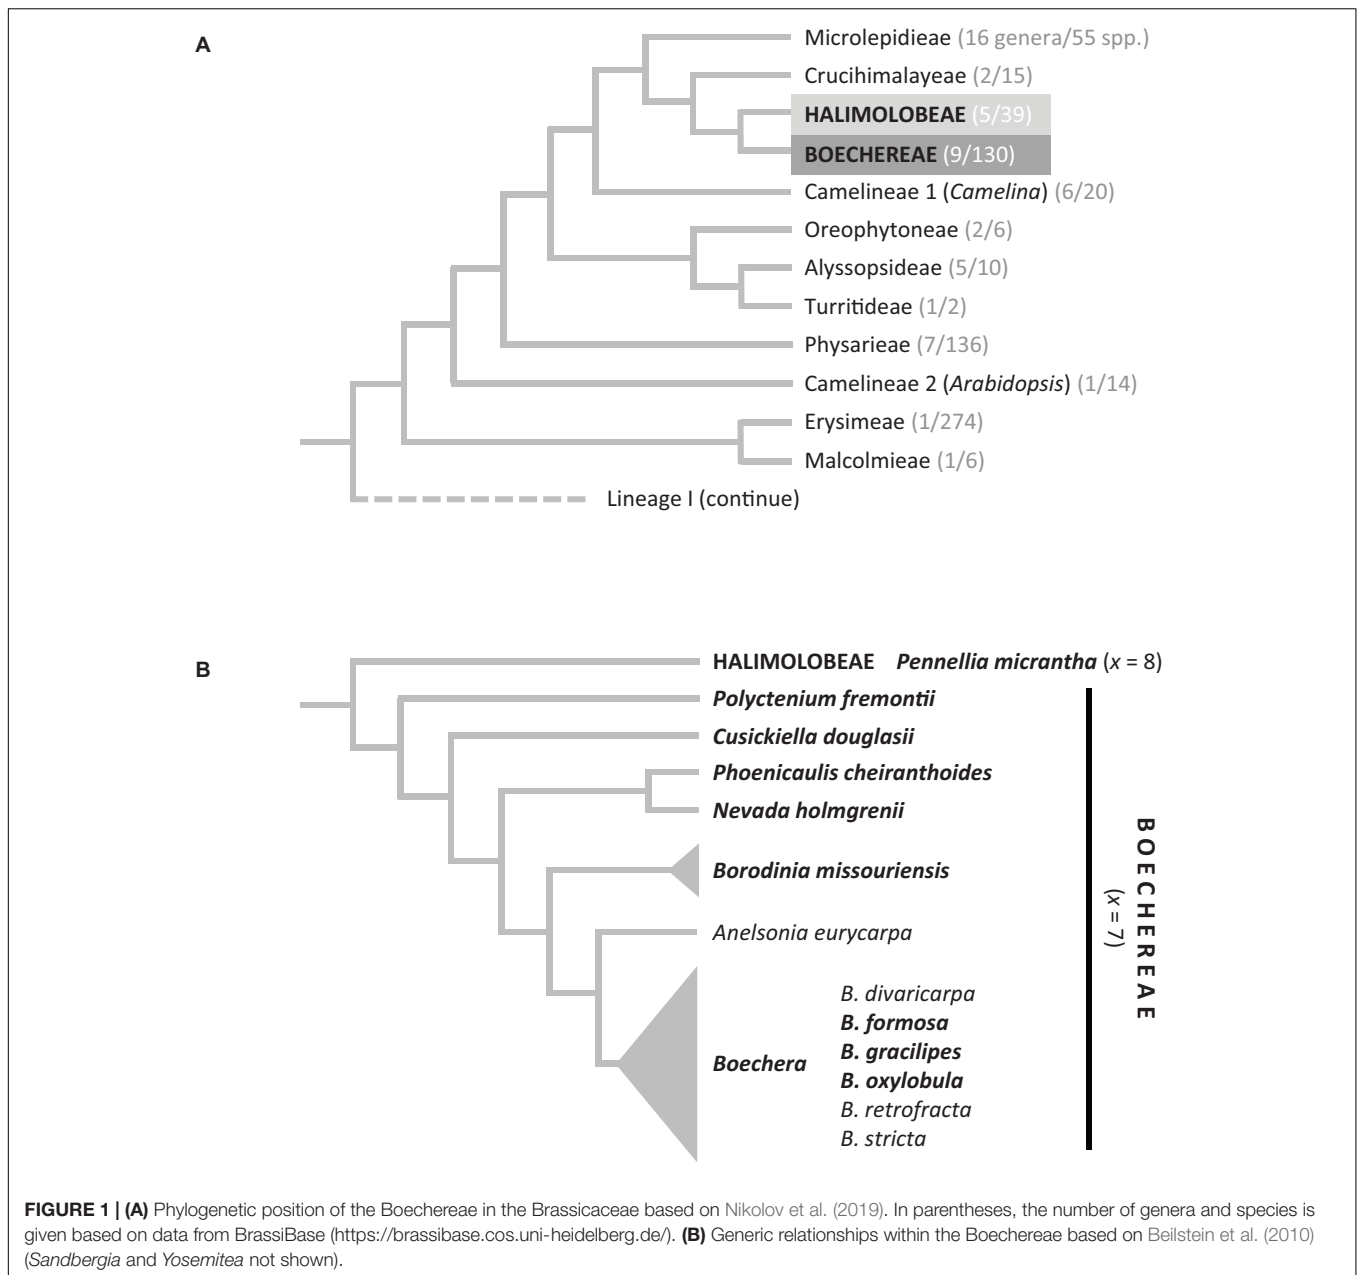 A
Microlepidieae (16 genera/55 spp.)
Crucihimalayeae (2/15)
HALIMOLOBEAE (5/39)
BOECHEREAE (9/130)
Camelineae 1 (Camelina) (6/20)
Oreophytoneae (2/6)
Alyssopsideae (5/10)
Turritideae (1/2)
Physarieae (7/136)
Camelineae 2 (Arabidopsis) (1/14)
Erysimeae (1/274)
Malcolmieae (1/6)
Lineage I (continue)
B
HALIMOLOBEAE Pennellia micrantha (x = 8)
Polyctenium fremontii
Cusickiella douglasii
Phoenicaulis cheiranthoides
Nevada holmgrenii
Borodinia missouriensis
Anelsonia eurycarpa
Boechera
B. divaricarpa
B. formosa
B. gracilipes
B. oxylobula
B. retrofracta
B. stricta
BOECHEREAE
(x = 7)
FIGURE 1 | (A) Phylogenetic position of the Boechereae in the Brassicaceae based on Nikolov et al. (2019). In parentheses, the number of genera and species is
given based on data from BrassiBase (https://brassibase.cos.uni-heidelberg.de/). (B) Generic relationships within the Boechereae based on Beilstein et al. (2010)
(Sandbergia and Yosemitea not shown).